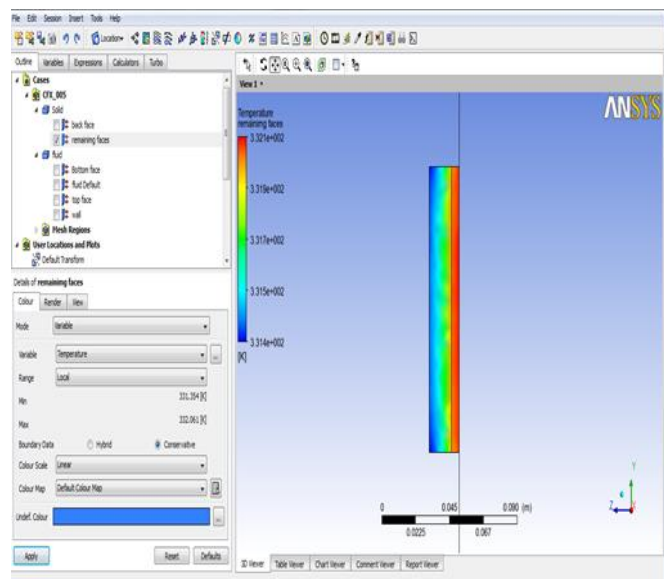 File Edit Session Insert Tools Help
Location
Outline Variables Expressions Calculators Turbo
Cases
CFX_005
Solid
back face
remaining faces
fluid
Bottom face
fluid Default
top face
wall
Mesh Regions
User Locations and Plots
Default Transform
Details of remaining faces
Colour Render View
Mode Variable
Variable Temperature ...
Range Local
Min 331.354 [K]
Max 332.061 [K]
Boundary Data Hybrid Conservative
Colour Scale Linear
Colour Map Default Colour Map
Undef. Colour ...
Apply Reset Defaults
View 1
ANSYS
Temperature
remaining faces
3.321e+002
3.319e+002
3.317e+002
3.315e+002
3.314e+002
[K]
0 0.045 0.090 (m)
0.0225 0.067
Y
Z
3D Viewer Table Viewer Chart Viewer Comment Viewer Report Viewer